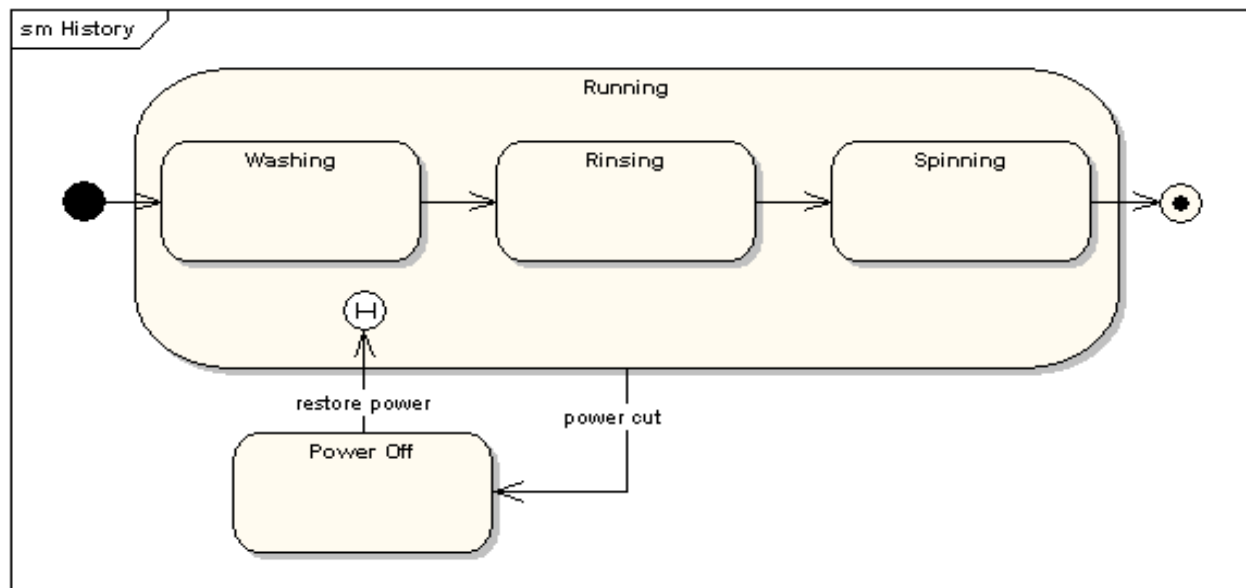 sm History
Running
Washing
Rinsing
Spinning
H
restore power
power cut
Power Off